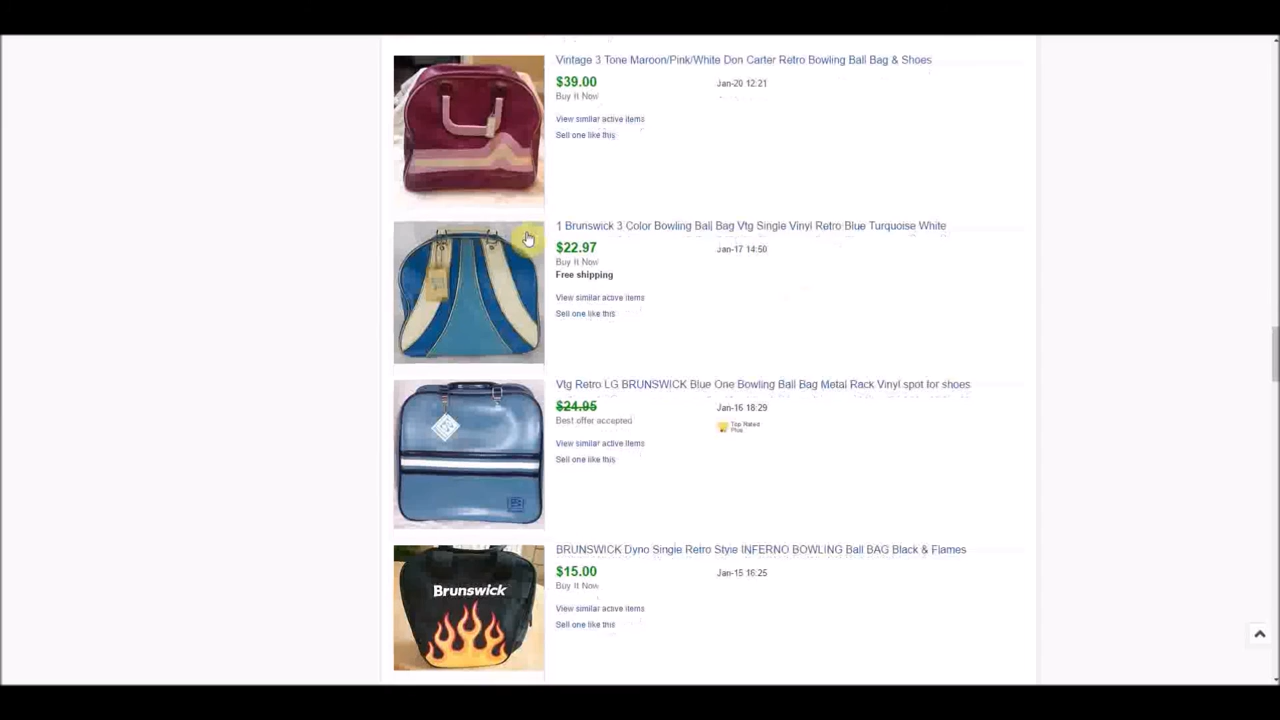 Vintage 3 Tone Maroon/Pink/White Don Carter Retro Bowling Ball Bag & Shoes
$39.00
Jan-20 12:21
Buy It Now
View similar active items
Sell one like this
1 Brunswick 3 Color Bowling Ball Bag Vtg Single Vinyl Retro Blue Turquoise White
$22.97
Jan-17 14:50
Buy It Now
Free shipping
View similar active items
Sell one like this
Vtg Retro LG BRUNSWICK Blue One Bowling Ball Bag Metal Rack Vinyl spot for shoes
$24.95
Jan-16 18:29
Best offer accepted
Top Rated
Plus
View similar active items
Sell one like this
BRUNSWICK Dyno Single Retro Style INFERNO BOWLING Ball BAG Black & Flames
$15.00
Jan-15 16:25
Buy It Now
Brunswick
View similar active items
Sell one like this